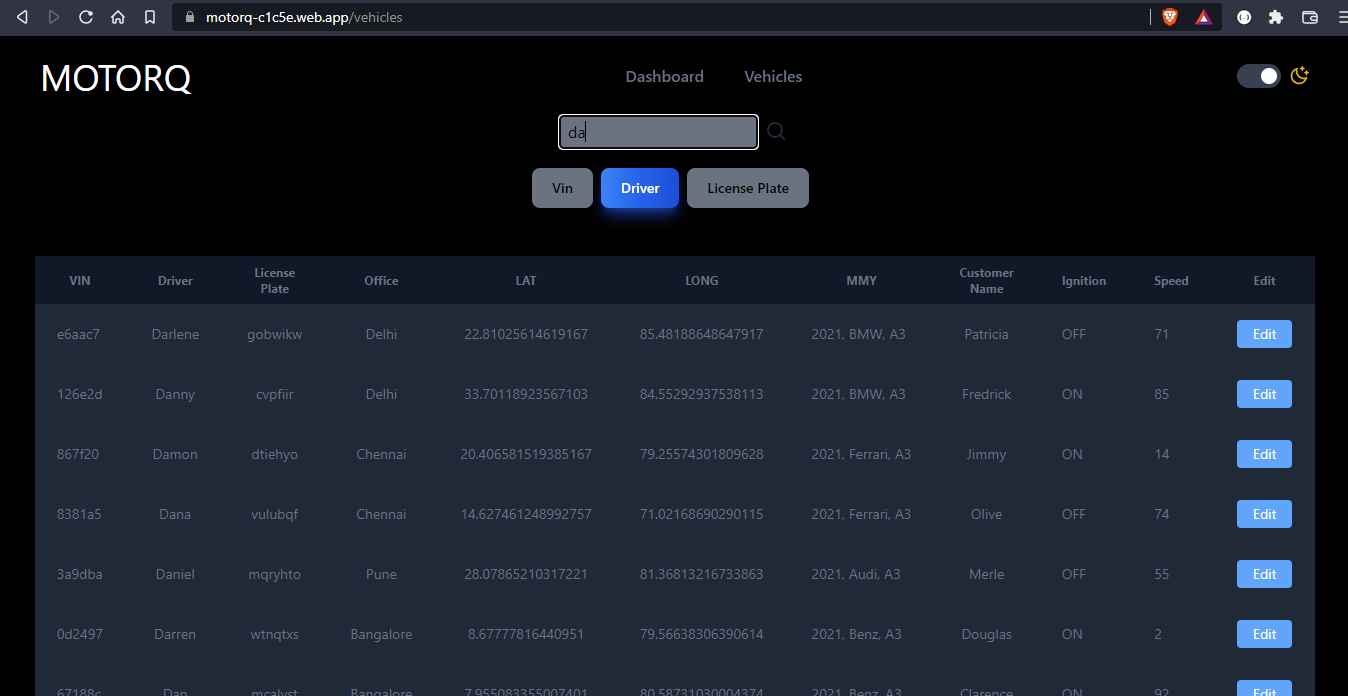 motorq-c1c5e.web.app/vehicles
MOTORQ
Dashboard Vehicles
da
Vin Driver License Plate
VIN Driver License Plate Office LAT LONG MMY Customer Name Ignition Speed Edit
e6aac7 Darlene gobwikw Delhi 22.81025614619167 85.48188648647917 2021, BMW, A3 Patricia OFF 71 Edit
126e2d Danny cvpfiir Delhi 33.70118923567103 84.55292937538113 2021, BMW, A3 Fredrick ON 85 Edit
867f20 Damon dtiehyo Chennai 20.406581519385167 79.25574301809628 2021, Ferrari, A3 Jimmy ON 14 Edit
8381a5 Dana vulubqf Chennai 14.627461248992757 71.02168690290115 2021, Ferrari, A3 Olive OFF 74 Edit
3a9dba Daniel mqryhto Pune 28.07865210317221 81.36813216733863 2021, Audi, A3 Merle OFF 55 Edit
0d2497 Darren wtnqtxs Bangalore 8.67777816440951 79.56638306390614 2021, Benz, A3 Douglas ON 2 Edit
67188c Dan mcalyst Bangalore 7.955083355007401 80.58731030004374 2021, Benz, A3 Clarence ON 92 Edit